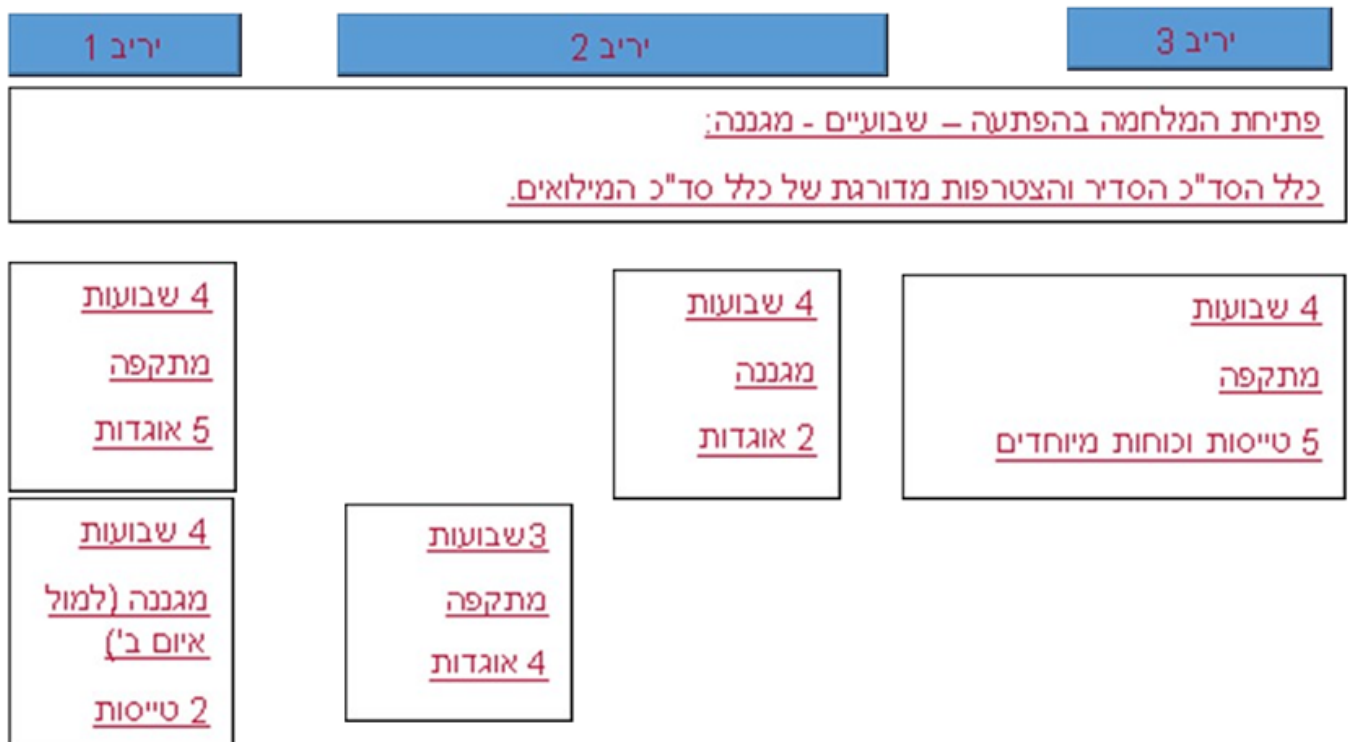 יריב 3
יריב 2
יריב 1
פתיחת המלחמה בהפתעה – שבועיים - מגננה:
כלל הסד"כ הסדיר והצטרפות מדורגת של כלל סד"כ המילואים.
4 שבועות
מתקפה
5 טייסות וכוחות מיוחדים
4 שבועות
מגננה
2 אוגדות
4 שבועות
מתקפה
5 אוגדות
3שבועות
מתקפה
4 אוגדות
4 שבועות
מגננה (למול
איום ב')
2 טייסות